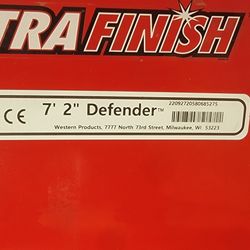 TRA FINISH
22092720580685275
CE 7' 2" Defender™
Western Products, 7777 North 73rd Street, Milwaukee, WI 53223